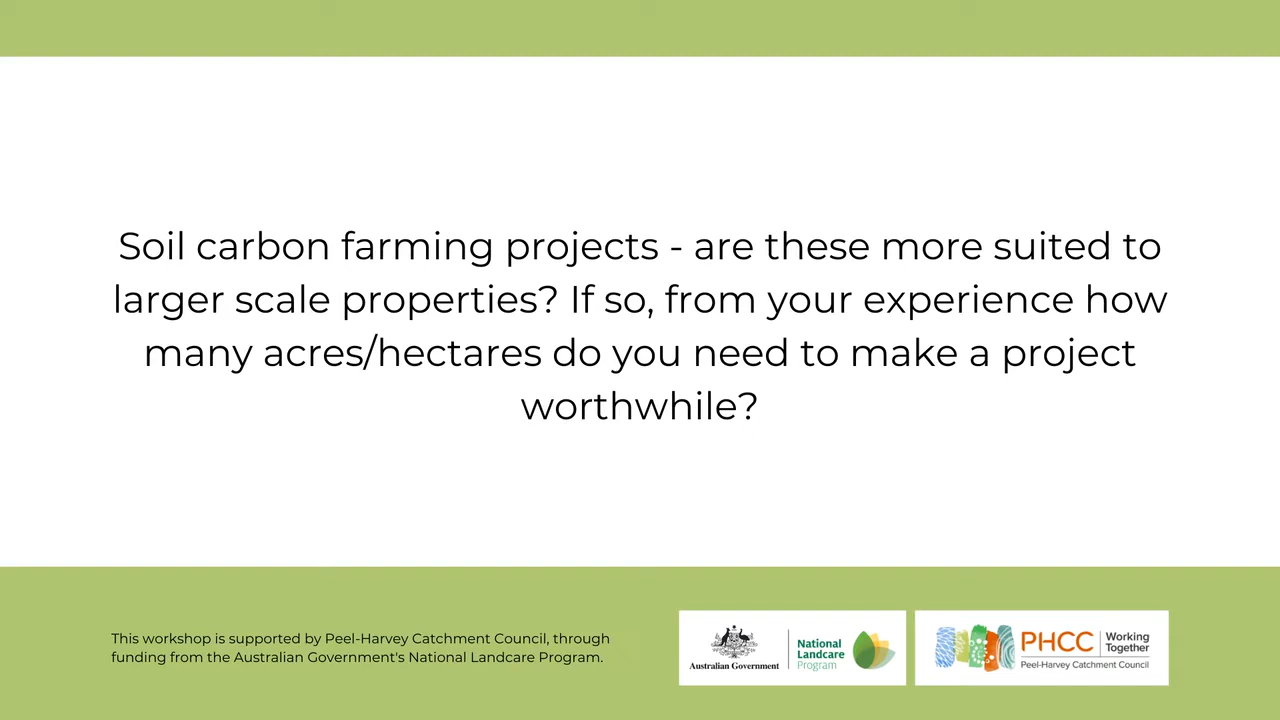 Soil carbon farming projects - are these more suited to
larger scale properties? If so, from your experience how
many acres/hectares do you need to make a project
worthwhile?
This workshop is supported by Peel-Harvey Catchment Council, through
funding from the Australian Government's National Landcare Program.
Australian Government
National
Landcare
Program
PHCC
Working
Together
Peel-Harvey Catchment Council